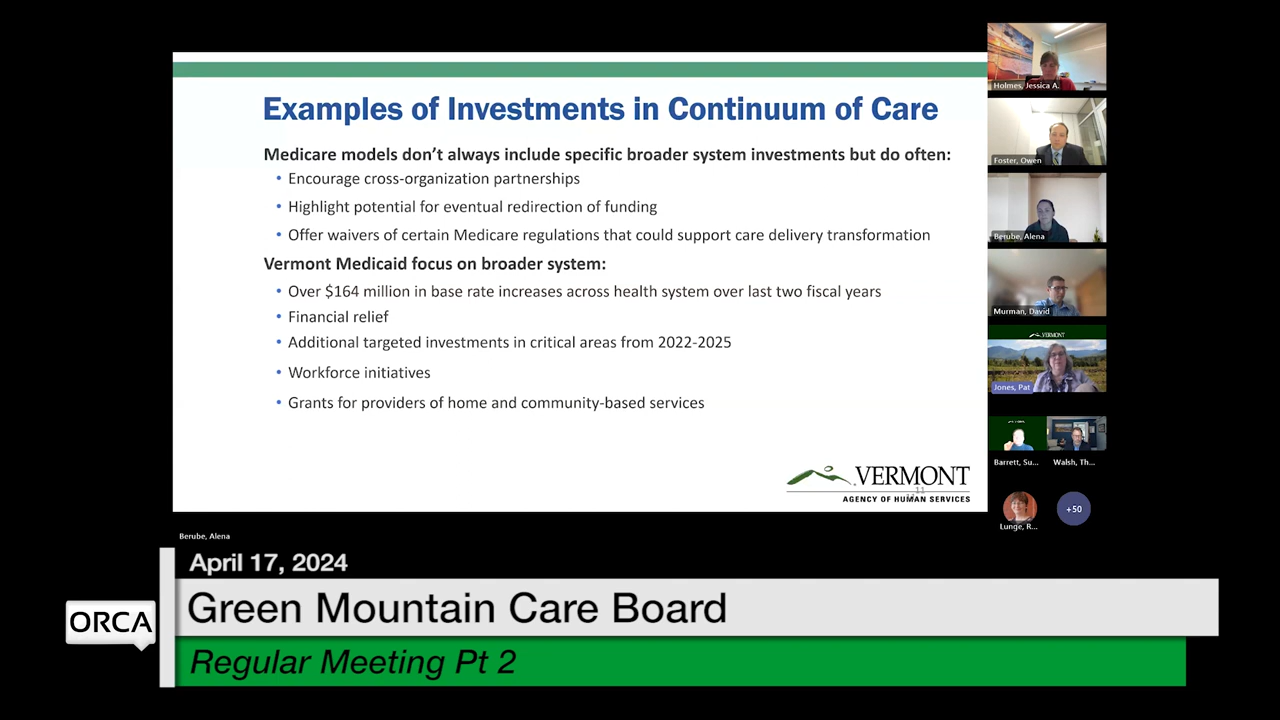 Examples of Investments in Continuum of Care
Medicare models don't always include specific broader system investments but do often:
• Encourage cross-organization partnerships
• Highlight potential for eventual redirection of funding
• Offer waivers of certain Medicare regulations that could support care delivery transformation
Vermont Medicaid focus on broader system:
• Over $164 million in base rate increases across health system over last two fiscal years
• Financial relief
• Additional targeted investments in critical areas from 2022-2025
• Workforce initiatives
• Grants for providers of home and community-based services
VERMONT
AGENCY OF HUMAN SERVICES
Holmes, Jessica A.
Foster, Owen
Berube, Alena
Murman, David
VERMONT
Jones, Pat
Barrett, Su...
Walsh, Th...
Lunge, R...
+50
Berube, Alena
April 17, 2024
ORCA
Green Mountain Care Board
Regular Meeting Pt 2